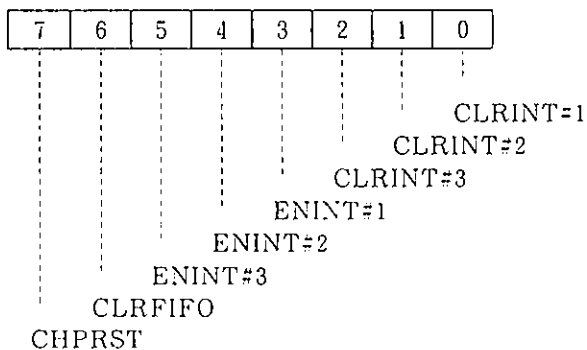 7 6 5 4 3 2 1 0
CLRINT#1
CLRINT#2
CLRINT#3
ENINT#1
ENINT#2
ENINT#3
CLRFIFO
CHPRST